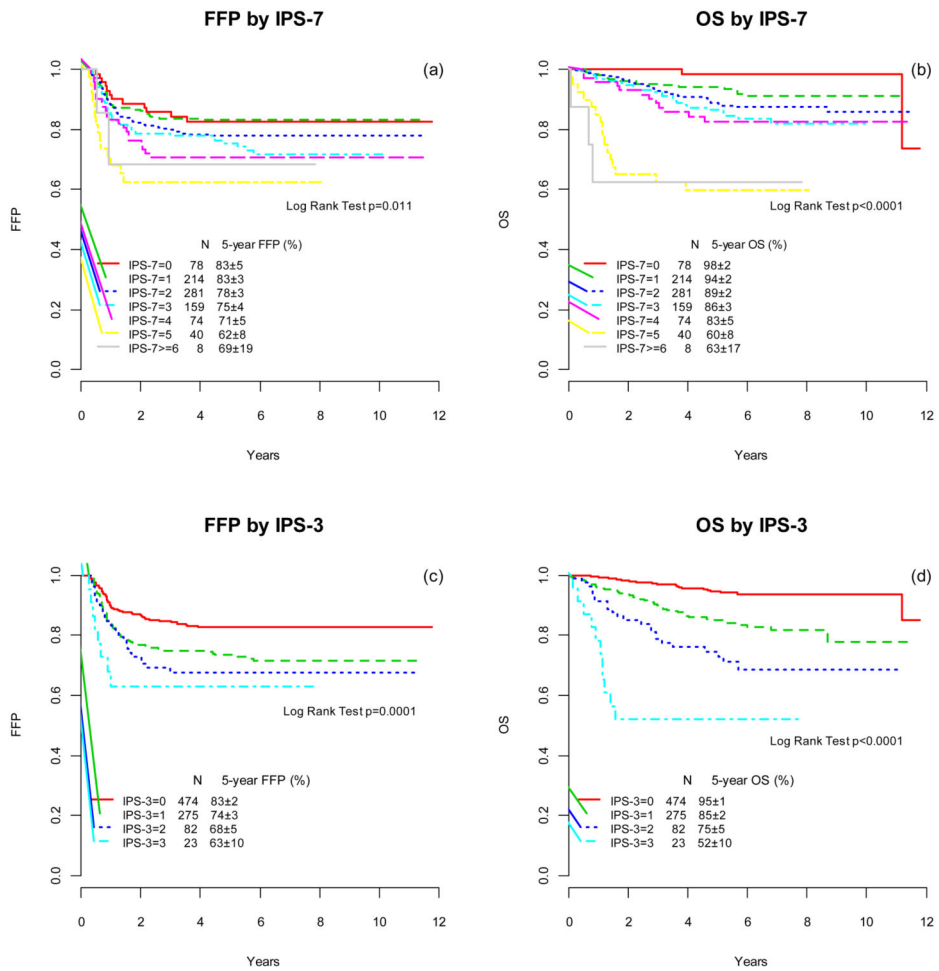 FFP by IPS-7
(a)
FFP
1.0
0.8
0.6
0.4
0.2
0.0
Log Rank Test p=0.011
N 5-year FFP (%)
IPS-7=0 78 83±5
IPS-7=1 214 83±3
IPS-7=2 281 78±3
IPS-7=3 159 75±4
IPS-7=4 74 71±5
IPS-7=5 40 62±8
IPS-7>=6 8 69±19
0 2 4 6 8 10 12
Years
OS by IPS-7
(b)
OS
1.0
0.8
0.6
0.4
0.2
0.0
Log Rank Test p<0.0001
N 5-year OS (%)
IPS-7=0 78 98±2
IPS-7=1 214 94±2
IPS-7=2 281 89±2
IPS-7=3 159 86±3
IPS-7=4 74 83±5
IPS-7=5 40 60±8
IPS-7>=6 8 63±17
0 2 4 6 8 10 12
Years
FFP by IPS-3
(c)
FFP
1.0
0.8
0.6
0.4
0.2
0.0
Log Rank Test p=0.0001
N 5-year FFP (%)
IPS-3=0 474 83±2
IPS-3=1 275 74±3
IPS-3=2 82 68±5
IPS-3=3 23 63±10
0 2 4 6 8 10 12
Years
OS by IPS-3
(d)
OS
1.0
0.8
0.6
0.4
0.2
0.0
Log Rank Test p<0.0001
N 5-year OS (%)
IPS-3=0 474 95±1
IPS-3=1 275 85±2
IPS-3=2 82 75±5
IPS-3=3 23 52±10
0 2 4 6 8 10 12
Years